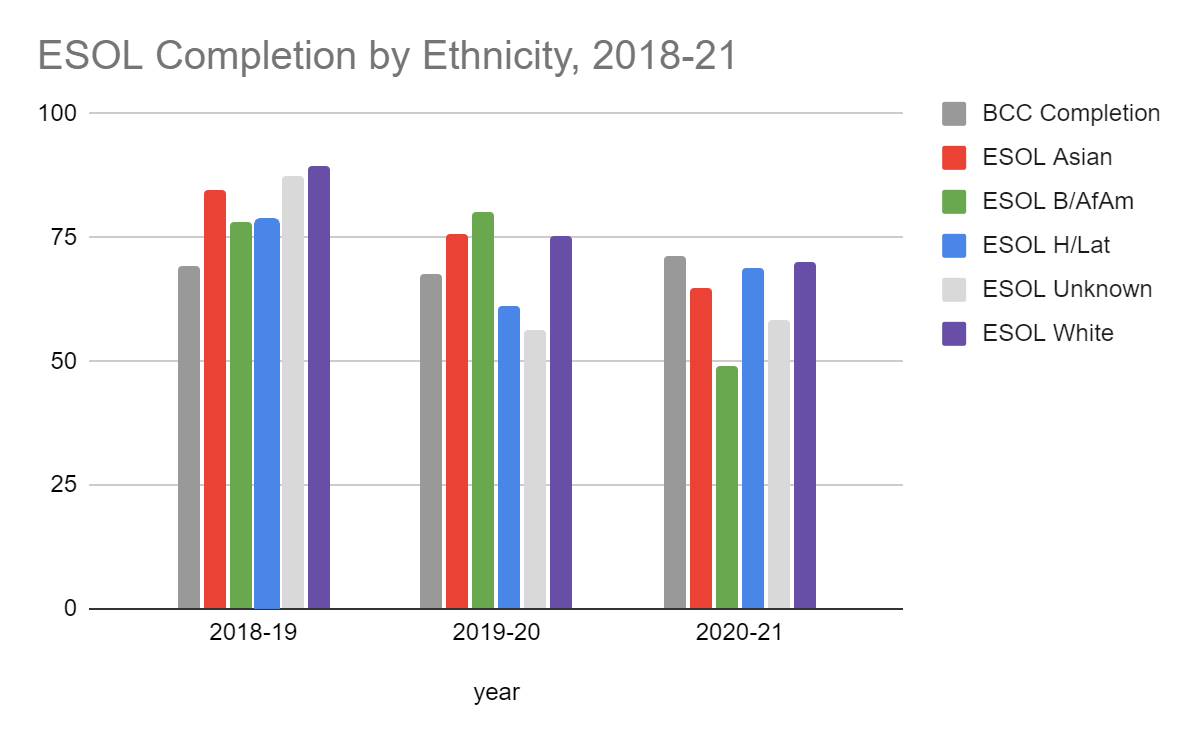 ESOL Completion by Ethnicity, 2018-21
100
75
50
25
0
2018-19
2019-20
2020-21
year
BCC Completion
ESOL Asian
ESOL B/AfAm
ESOL H/Lat
ESOL Unknown
ESOL White